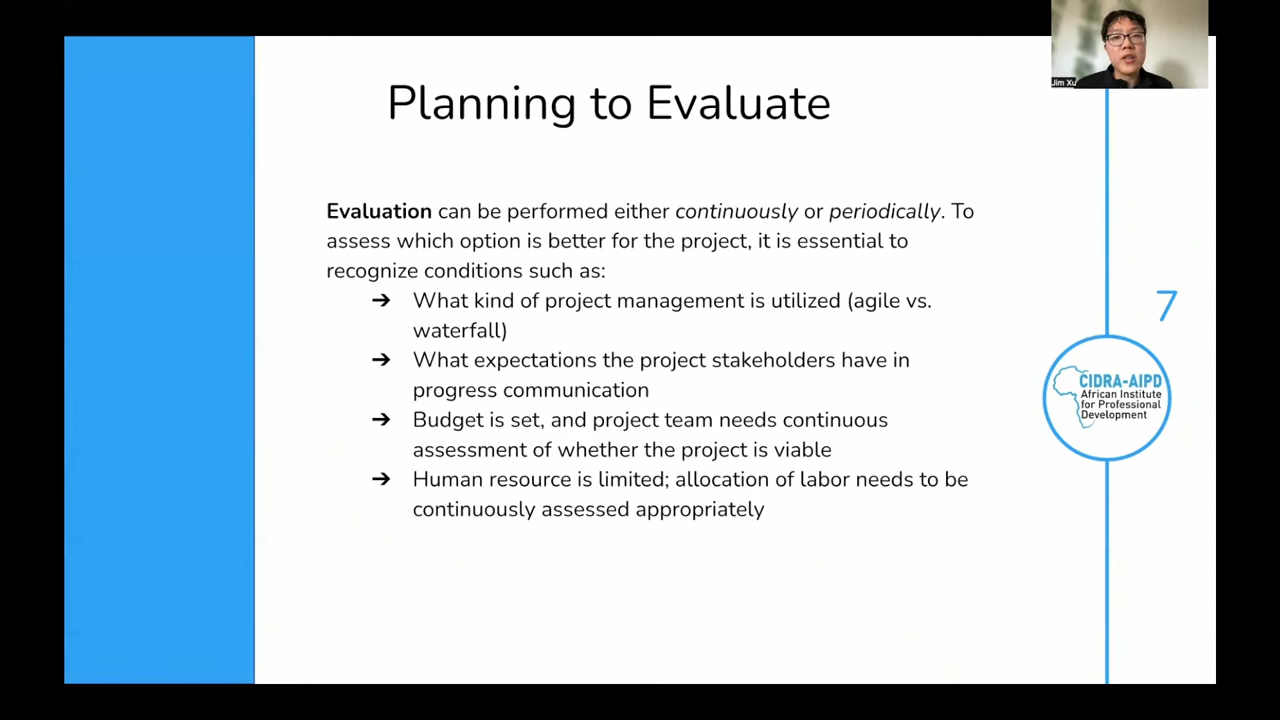 Planning to Evaluate
Jim Xu
Evaluation can be performed either continuously or periodically. To
assess which option is better for the project, it is essential to
recognize conditions such as:
➔ What kind of project management is utilized (agile vs.
waterfall)
➔ What expectations the project stakeholders have in
progress communication
➔ Budget is set, and project team needs continuous
assessment of whether the project is viable
➔ Human resource is limited; allocation of labor needs to be
continuously assessed appropriately
7
CIDRA-AIPD
African Institute
for Professional
Development